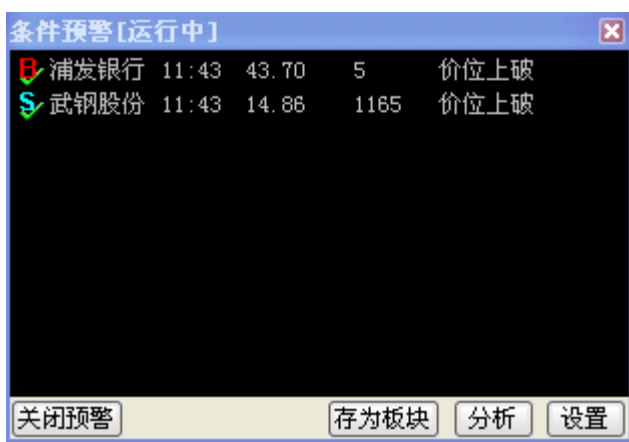 条件预警[运行中]
B 浦发银行 11:43 43.70 5 价位上破
S 武钢股份 11:43 14.86 1165 价位上破
关闭预警 存为板块 分析 设置